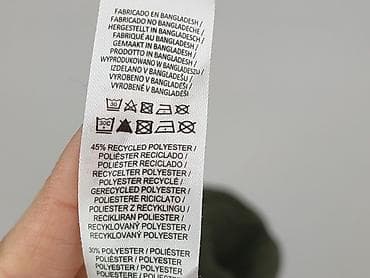 FABRICADO EN BANGLADESH /
FABRICADO NO BANGLADECHE /
HERGESTELLT IN BANGLADESCH /
FABRIQUÉ AU BANGLADESH /
GEMAAKT IN BANGLADESH /
PRODOTTO IN BANGLADESH /
WYPRODUKOWANO W BANGLADESZU /
IZDELANO V BANGLADEŠU /
VYROBENO V BANGLADÉŠI /
VYROBENÉ V BANGLADÉŠI
30
30C
45% RECYCLED POLYESTER /
POLIÉSTER RECICLADO /
POLIÉSTER RECICLADO /
RECYCELTER POLYESTER /
POLYESTER RECYCLÉ /
GERECYCLED POLYESTER /
POLIESTERE RICICLATO /
POLIESTER Z RECYKLINGU /
RECIKLIRAN POLIESTER /
RECYKLOVANÝ POLYESTER /
RECYKLOVANÝ POLYESTER
30% POLYESTER / POLIÉSTER